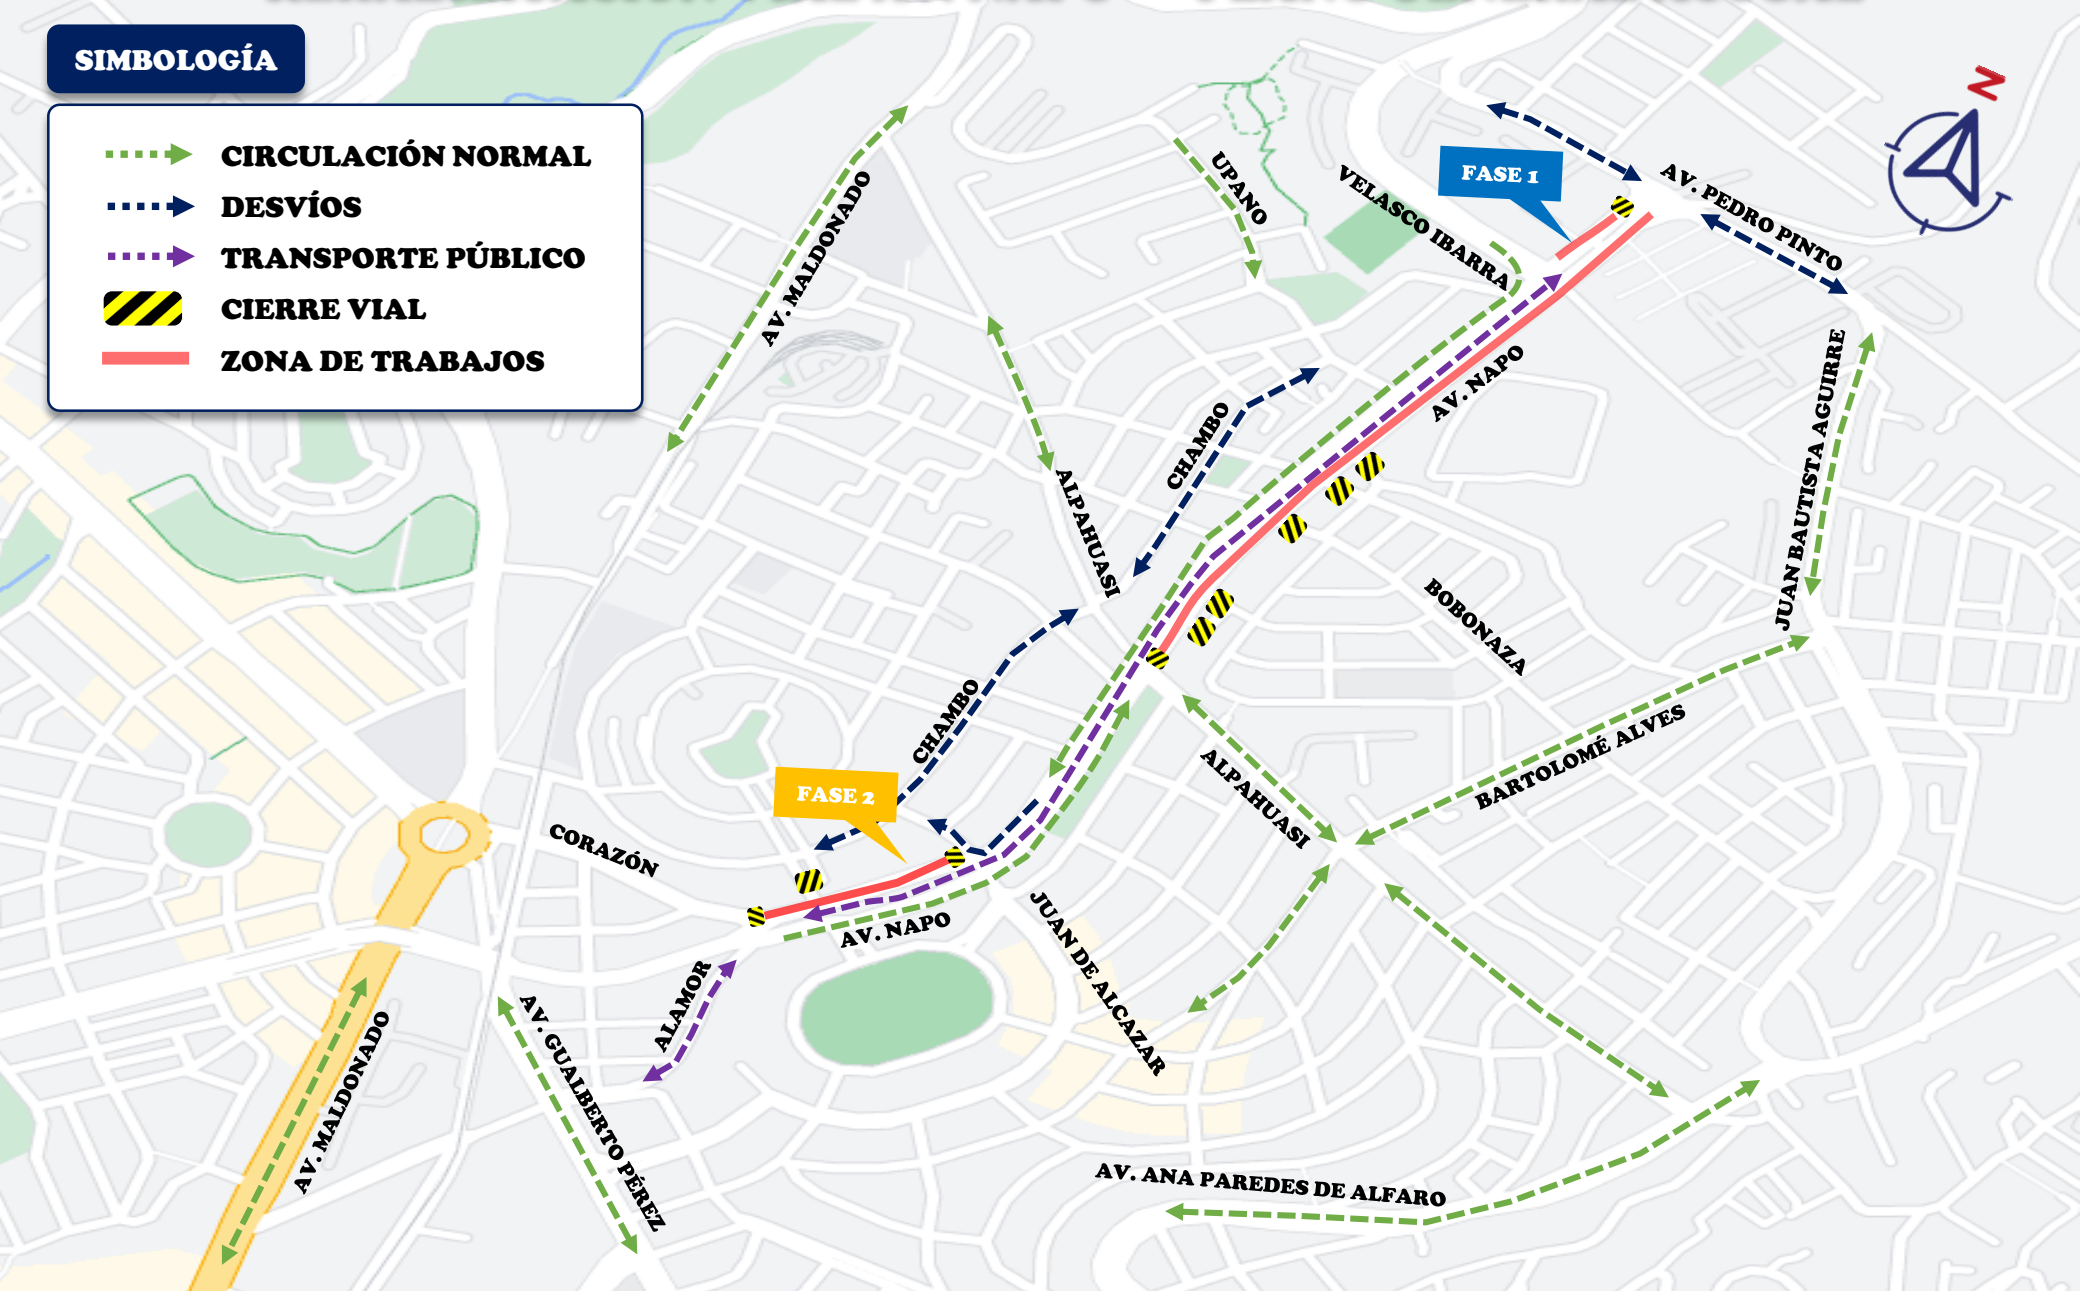 SIMBOLOGÍA
CIRCULACIÓN NORMAL
DESVÍOS
TRANSPORTE PÚBLICO
CIERRE VIAL
ZONA DE TRABAJOS
N
FASE 1
AV. PEDRO PINTO
UPANO
VELASCO IBARRA
AV. MALDONADO
AV. NAPO
CHAMBO
JUAN BAUTISTA AGUIRRE
ALPAHUASI
BOBONAZA
CHAMBO
BARTOLOMÉ ALVES
ALPAHUASI
FASE 2
CORAZÓN
AV. NAPO
JUAN DE ALCAZAR
ALAMOR
AV. MALDONADO
AV. GUALBERTO PÉREZ
AV. ANA PAREDES DE ALFARO